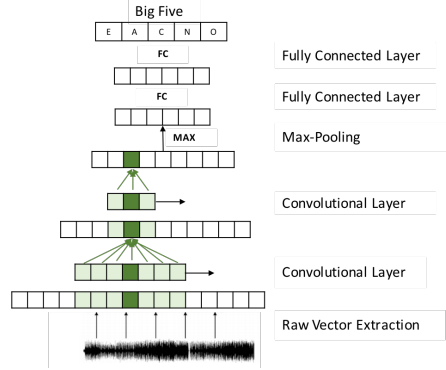 Big Five
E A C N O
FC
Fully Connected Layer
FC
Fully Connected Layer
MAX
Max-Pooling
Convolutional Layer
Convolutional Layer
Raw Vector Extraction